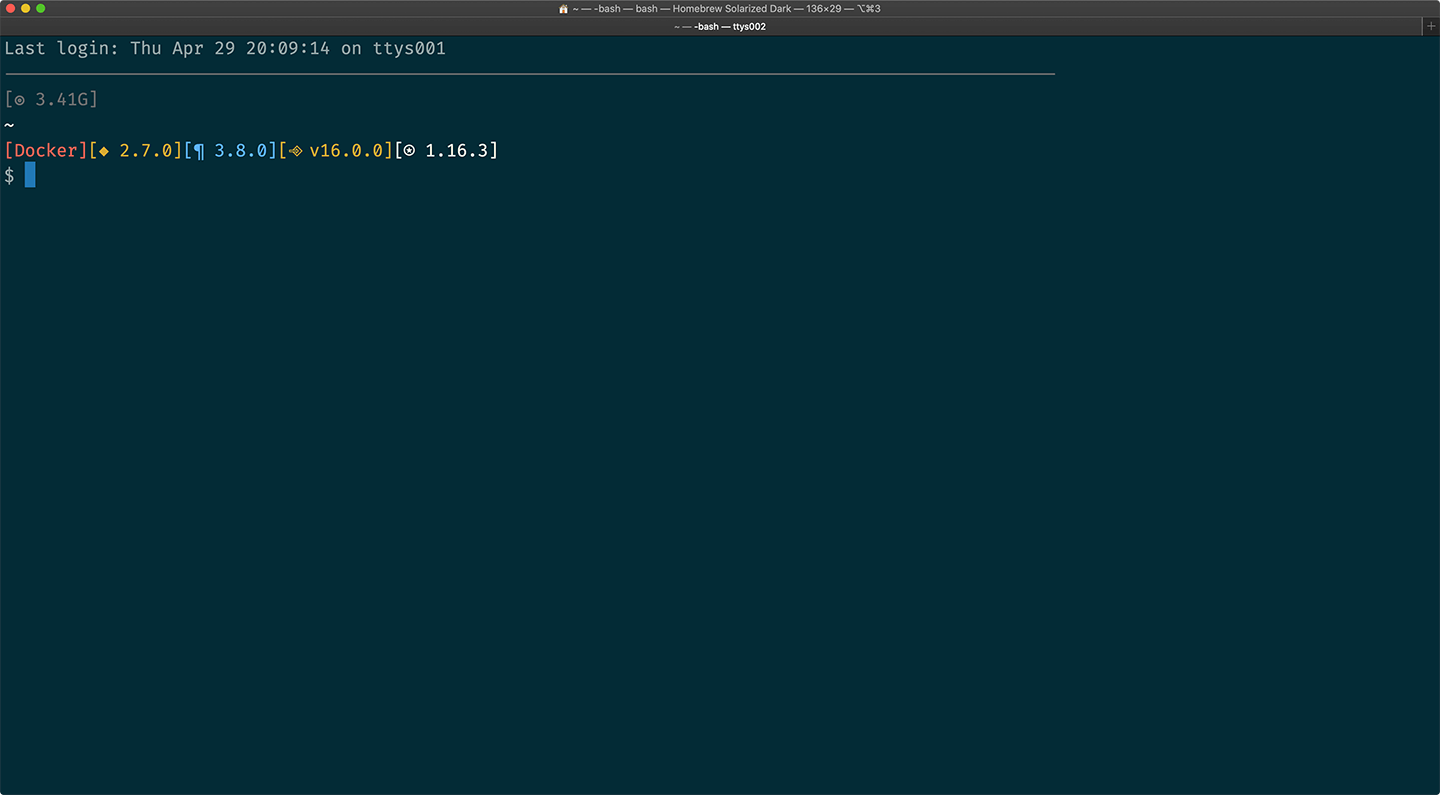 ~ — -bash — bash — Homebrew Solarized Dark — 136×29 — ⌥⌘3
~ — -bash — ttys002
Last login: Thu Apr 29 20:09:14 on ttys001
[⊙ 3.41G]
~
[Docker][◆ 2.7.0][¶ 3.8.0][⎆ v16.0.0][⊙ 1.16.3]
$